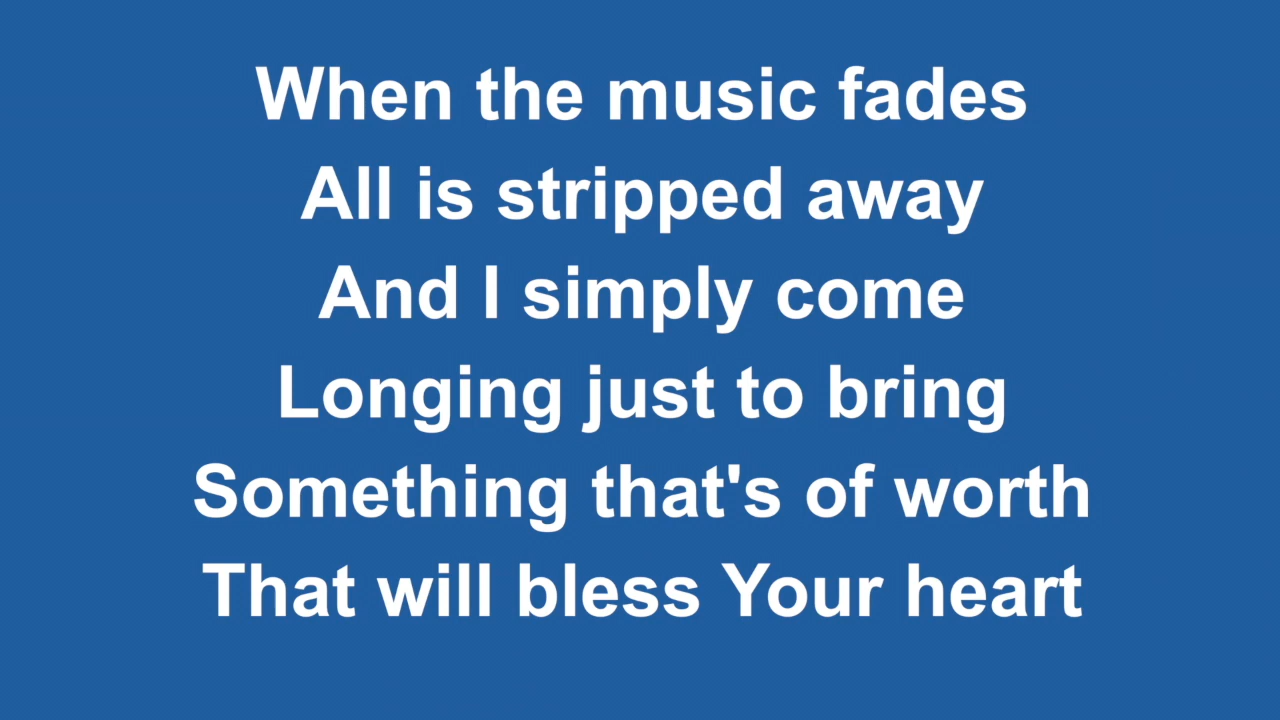 When the music fades
All is stripped away
And I simply come
Longing just to bring
Something that's of worth
That will bless Your heart